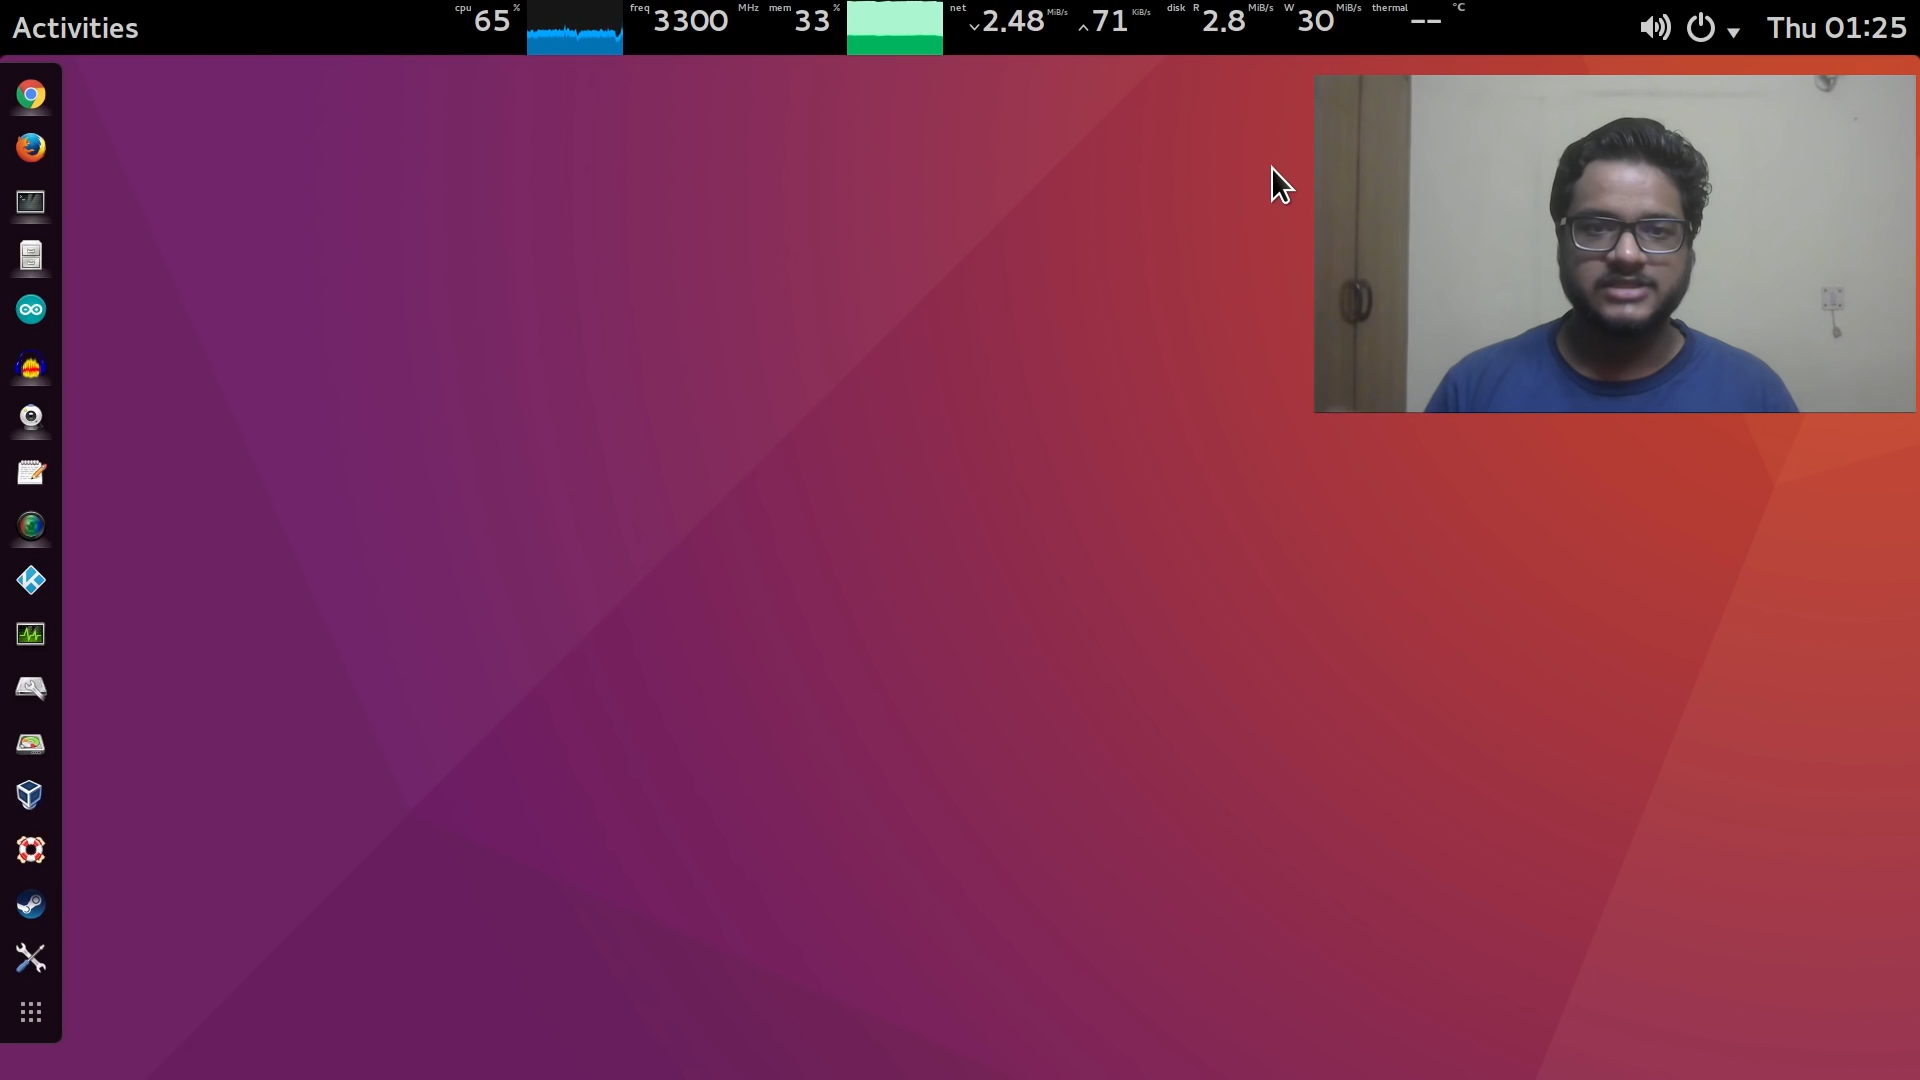 Activities
cpu 65 % freq 3300 MHz mem 33 % net 2.48 MiB/s 71 KiB/s disk R 2.8 MiB/s W 30 MiB/s thermal -- °C
Thu 01:25